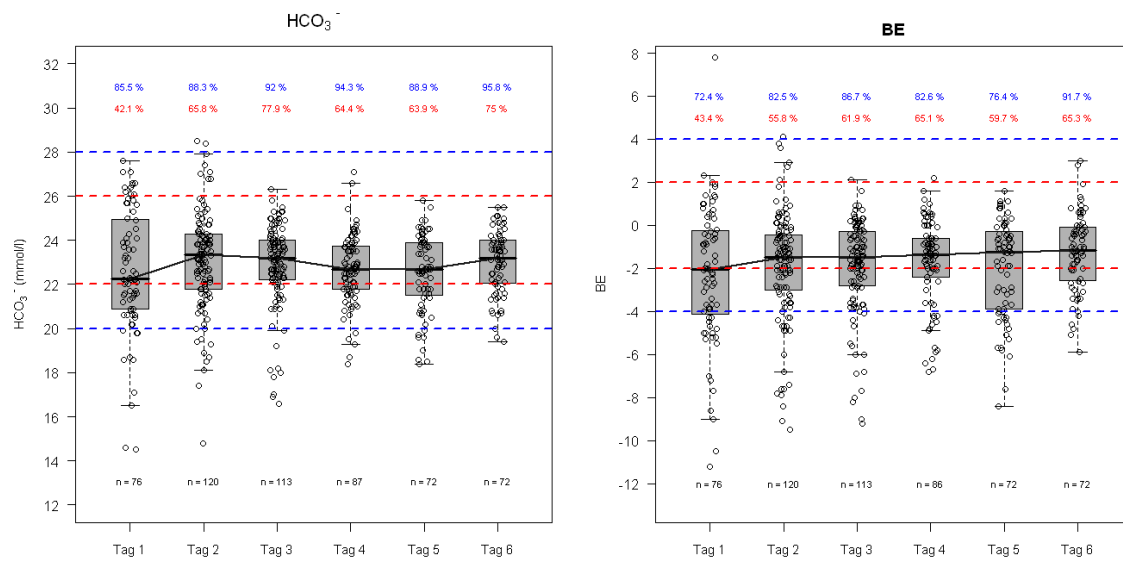 HCO₃⁻
HCO₃⁻ (mmol/l)
32
30
28
26
24
22
20
18
16
14
12
85.5 % 88.3 % 92 % 94.3 % 88.9 % 95.8 %
42.1 % 65.8 % 77.9 % 64.4 % 63.9 % 75 %
n = 76 n = 120 n = 113 n = 87 n = 72 n = 72
Tag 1 Tag 2 Tag 3 Tag 4 Tag 5 Tag 6
BE
BE
8
6
4
2
0
-2
-4
-6
-8
-10
-12
72.4 % 82.5 % 86.7 % 82.6 % 76.4 % 91.7 %
43.4 % 55.8 % 61.9 % 65.1 % 59.7 % 65.3 %
n = 76 n = 120 n = 113 n = 86 n = 72 n = 72
Tag 1 Tag 2 Tag 3 Tag 4 Tag 5 Tag 6